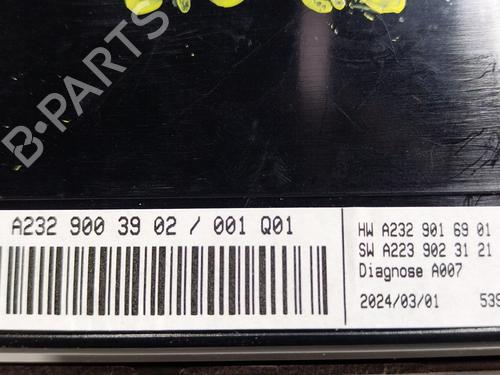 B-PARTS
A232 900 39 02 / 001 Q01
HW A232 901 69 01
SW A223 902 31 21
Diagnose A007
2024/03/01 539